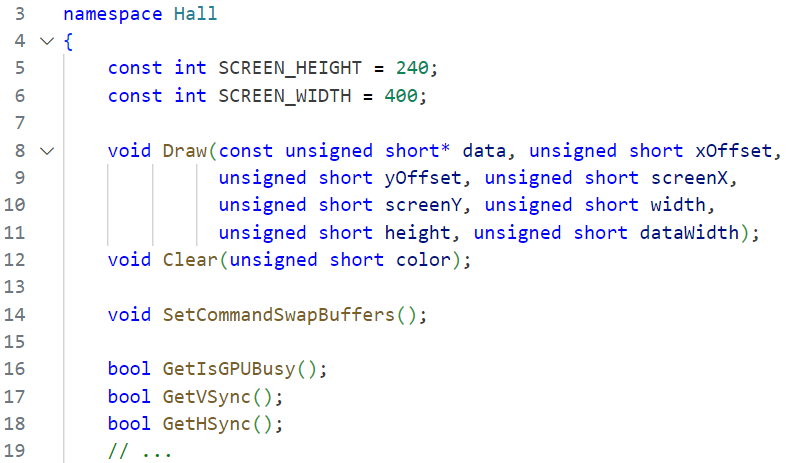 3 namespace Hall
4 {
5 const int SCREEN_HEIGHT = 240;
6 const int SCREEN_WIDTH = 400;
7
8 void Draw(const unsigned short* data, unsigned short xOffset,
9 unsigned short yOffset, unsigned short screenX,
10 unsigned short screenY, unsigned short width,
11 unsigned short height, unsigned short dataWidth);
12 void Clear(unsigned short color);
13
14 void SetCommandSwapBuffers();
15
16 bool GetIsGPUBusy();
17 bool GetVSync();
18 bool GetHSync();
19 // ...